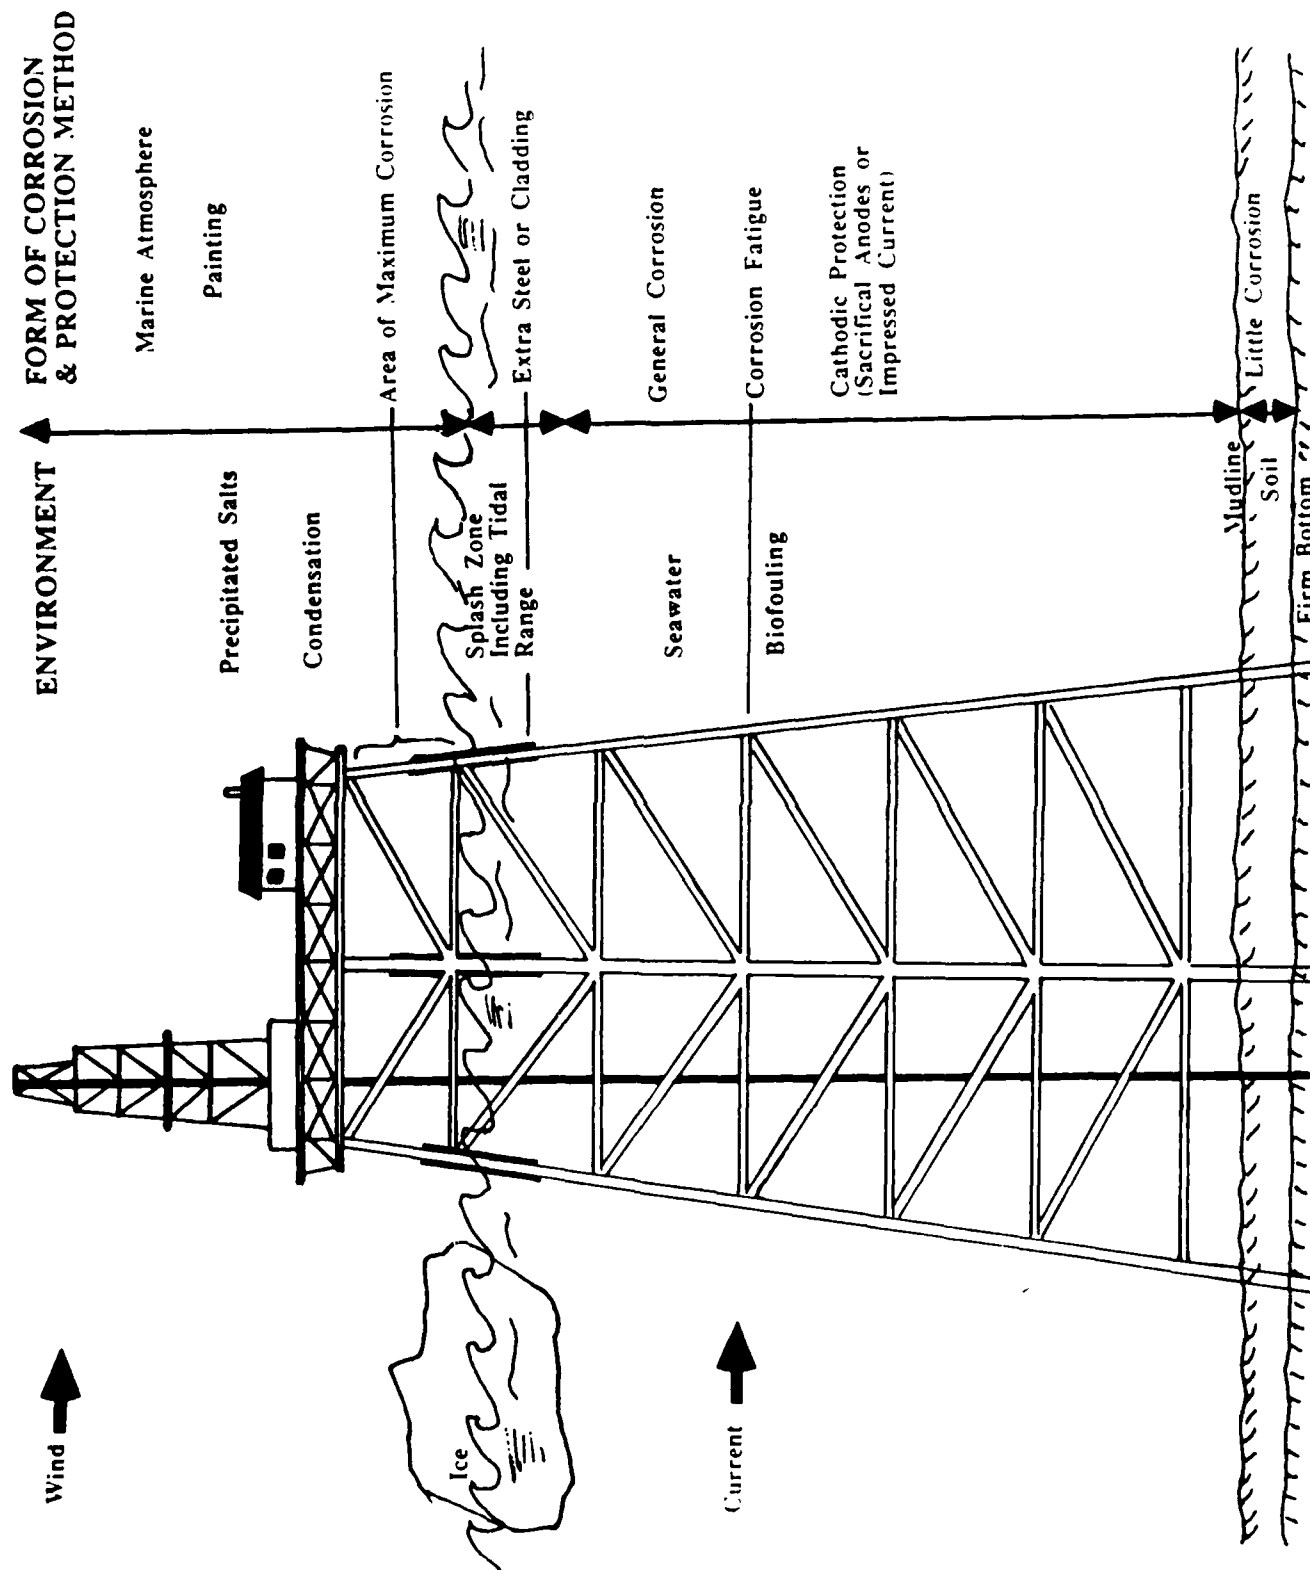 ENVIRONMENT
FORM OF CORROSION
& PROTECTION METHOD
Wind
Marine Atmosphere
Precipitated Salts
Painting
Condensation
Area of Maximum Corrosion
Ice
Splash Zone
Including Tidal
Range
Extra Steel or Cladding
Seawater
General Corrosion
Current
Corrosion Fatigue
Biofouling
Cathodic Protection
(Sacrifical Anodes or
Impressed Current)
Mudline
Soil
Little Corrosion
Firm Bottom